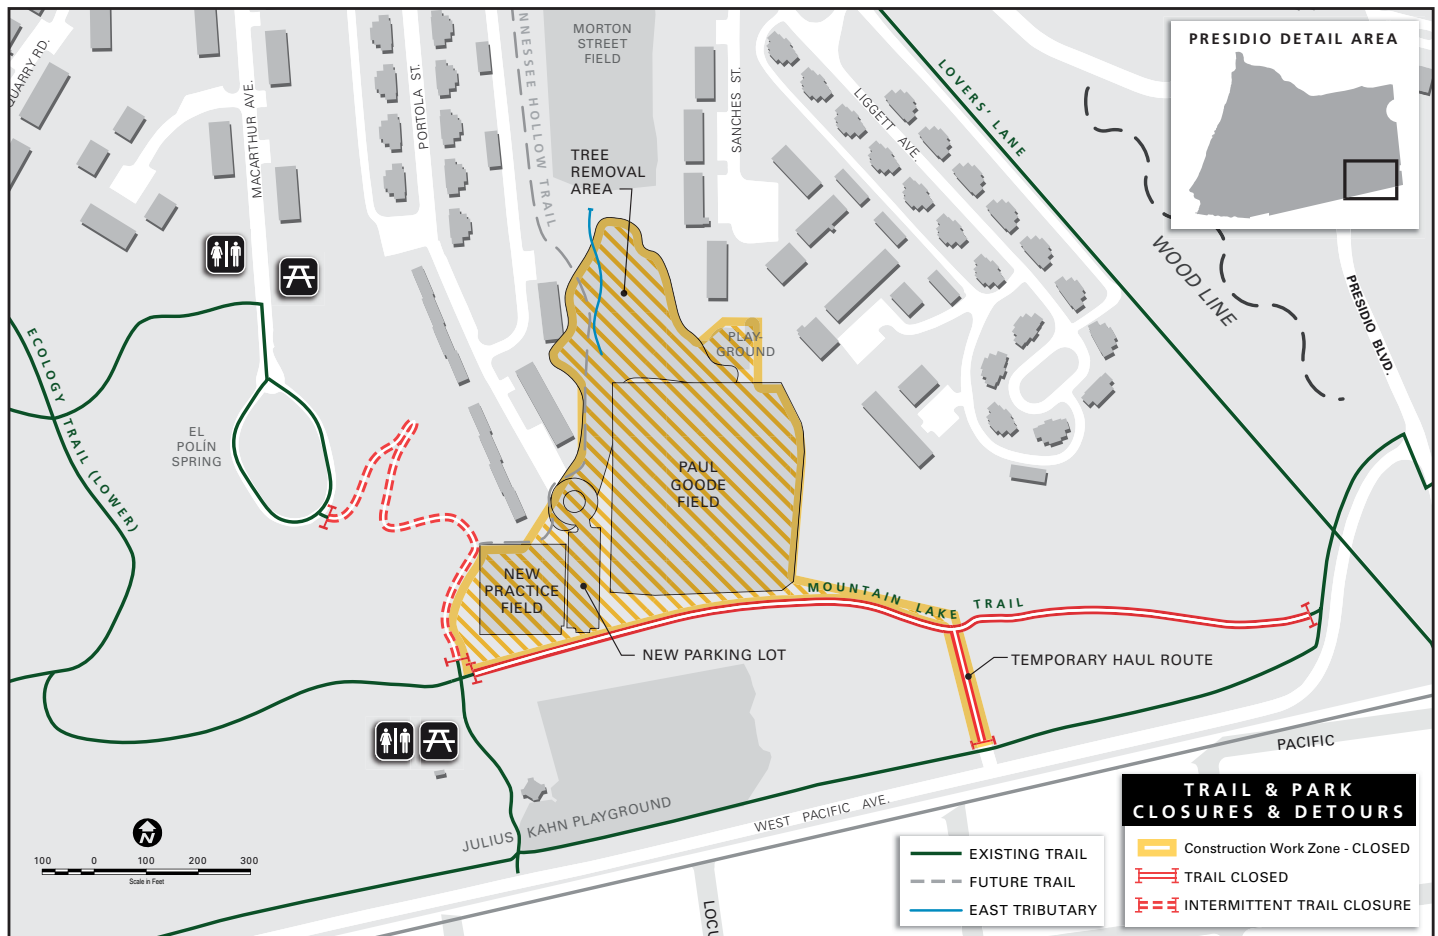 QUARRY RD.
MACARTHUR AVE.
PORTOLA ST.
NNESSEE HOLLOW TRAIL
MORTON
STREET
FIELD
SANCHES ST.
LIGGETT AVE.
LOVERS' LANE
PRESIDIO DETAIL AREA
WOOD LINE
PRESIDIO BLVD.
TREE
REMOVAL
AREA
PLAY-
GROUND
ECOLOGY TRAIL (LOWER)
EL
POLÍN
SPRING
PAUL
GOODE
FIELD
NEW
PRACTICE
FIELD
MOUNTAIN LAKE TRAIL
NEW PARKING LOT
TEMPORARY HAUL ROUTE
JULIUS KAHN PLAYGROUND
WEST PACIFIC AVE.
PACIFIC
LOCU
N
100 0 100 200 300
Scale in Feet
EXISTING TRAIL
FUTURE TRAIL
EAST TRIBUTARY
TRAIL & PARK
CLOSURES & DETOURS
Construction Work Zone - CLOSED
TRAIL CLOSED
INTERMITTENT TRAIL CLOSURE